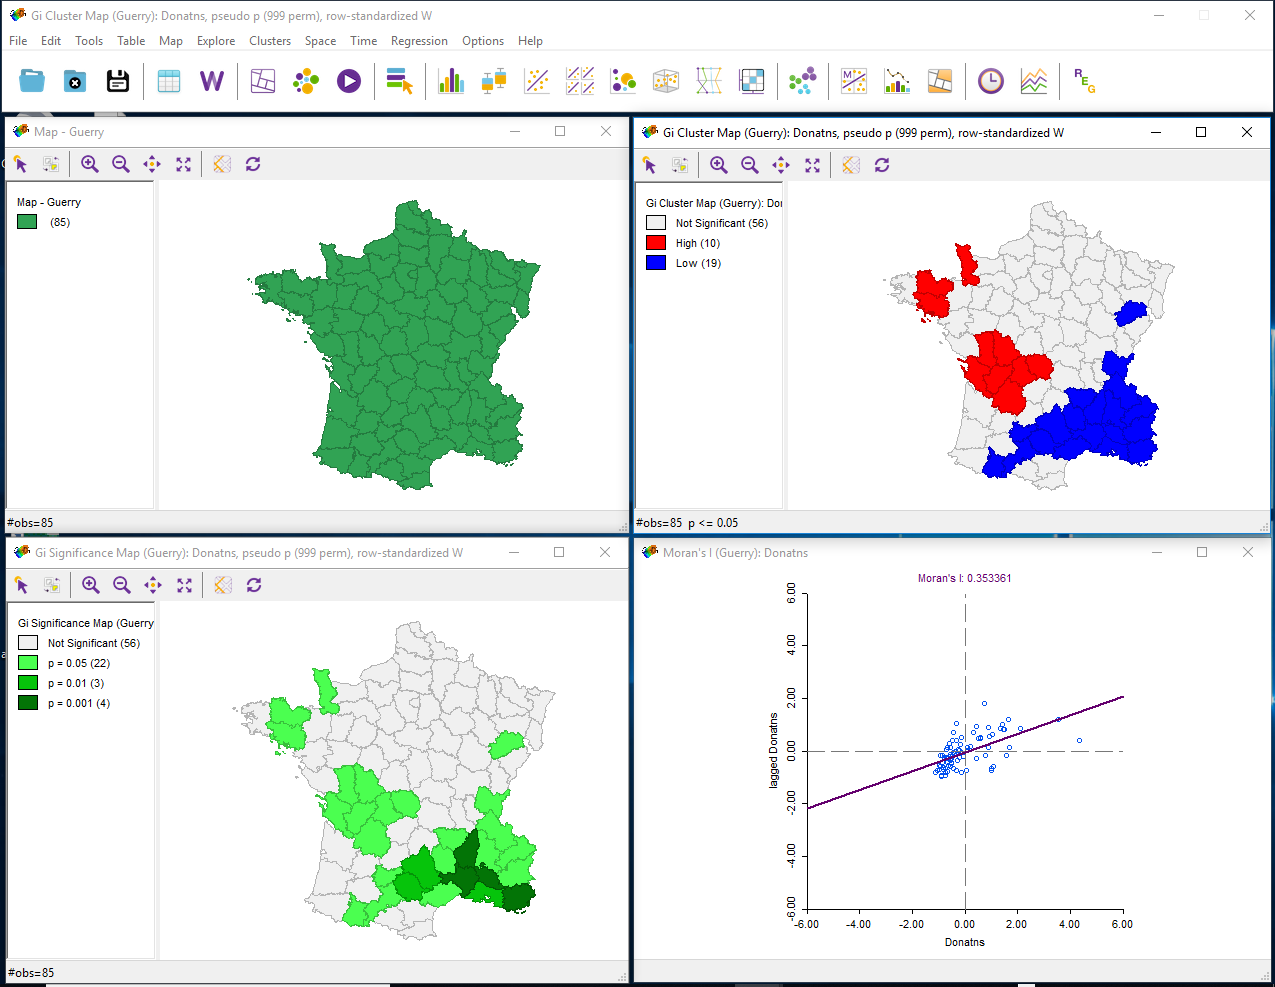 Gi Cluster Map (Guerry): Donatns, pseudo p (999 perm), row-standardized W
File Edit Tools Table Map Explore Clusters Space Time Regression Options Help
W
M
R
E
G
Map - Guerry
Map - Guerry
(85)
#obs=85
Gi Cluster Map (Guerry): Donatns, pseudo p (999 perm), row-standardized W
Gi Cluster Map (Guerry): Do
Not Significant (56)
High (10)
Low (19)
#obs=85 p <= 0.05
Gi Significance Map (Guerry): Donatns, pseudo p (999 perm), row-standardized W
Gi Significance Map (Guerry
Not Significant (56)
p = 0.05 (22)
p = 0.01 (3)
p = 0.001 (4)
#obs=85
Moran's I (Guerry): Donatns
Moran's I: 0.353361
6.00
4.00
2.00
0.00
-2.00
-4.00
-6.00
lagged Donatns
-6.00 -4.00 -2.00 0.00 2.00 4.00 6.00
Donatns